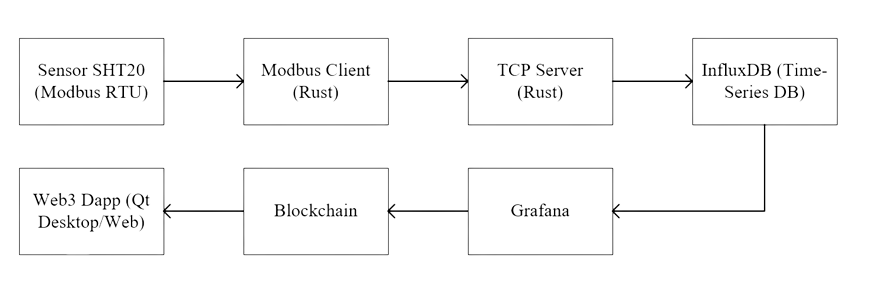 Sensor SHT20
(Modbus RTU)
Modbus Client
(Rust)
TCP Server
(Rust)
InfluxDB (Time-
Series DB)
Web3 Dapp (Qt
Desktop/Web)
Blockchain
Grafana